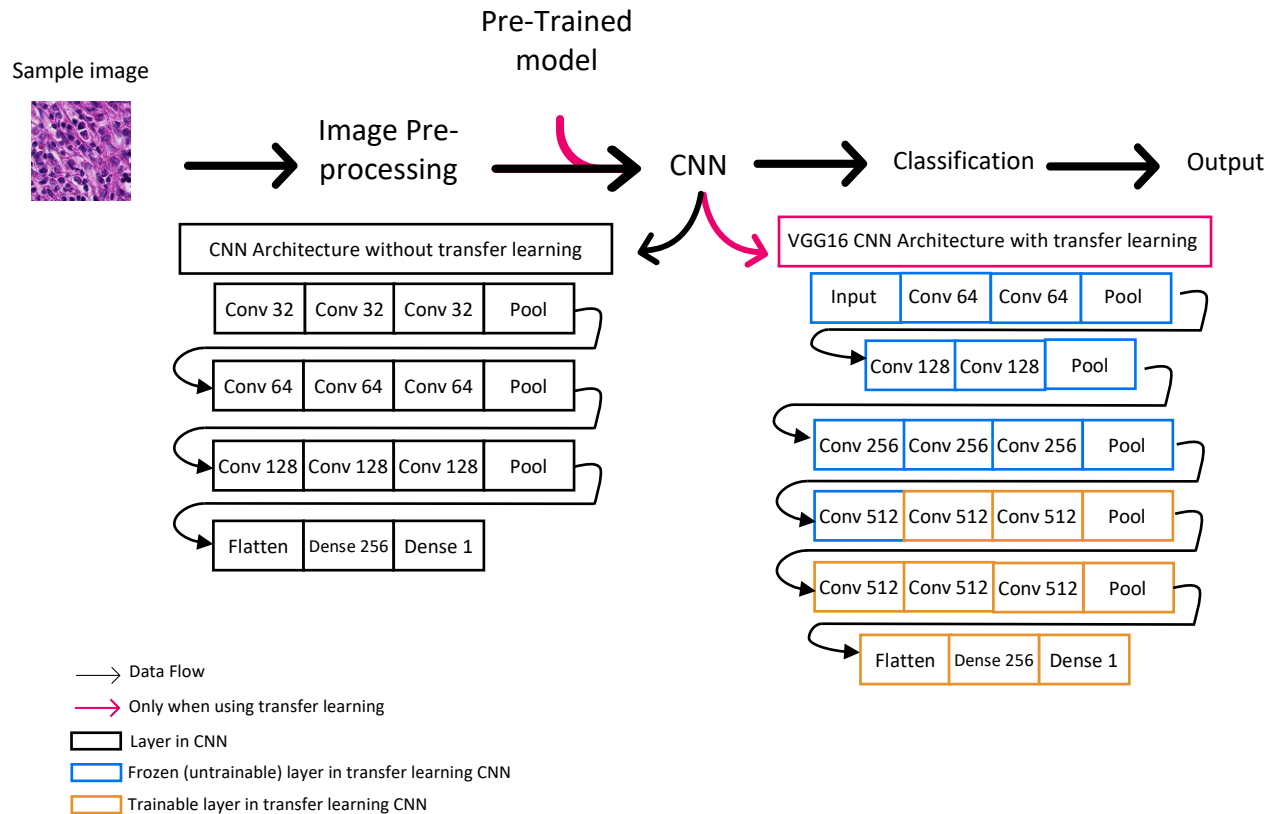 Pre-Trained
model
Sample image
Image Pre-
processing
CNN
Classification
Output
CNN Architecture without transfer learning
Conv 32 Conv 32 Conv 32 Pool
Conv 64 Conv 64 Conv 64 Pool
Conv 128 Conv 128 Conv 128 Pool
Flatten Dense 256 Dense 1
VGG16 CNN Architecture with transfer learning
Input Conv 64 Conv 64 Pool
Conv 128 Conv 128 Pool
Conv 256 Conv 256 Conv 256 Pool
Conv 512 Conv 512 Conv 512 Pool
Conv 512 Conv 512 Conv 512 Pool
Flatten Dense 256 Dense 1
Data Flow
Only when using transfer learning
Layer in CNN
Frozen (untrainable) layer in transfer learning CNN
Trainable layer in transfer learning CNN